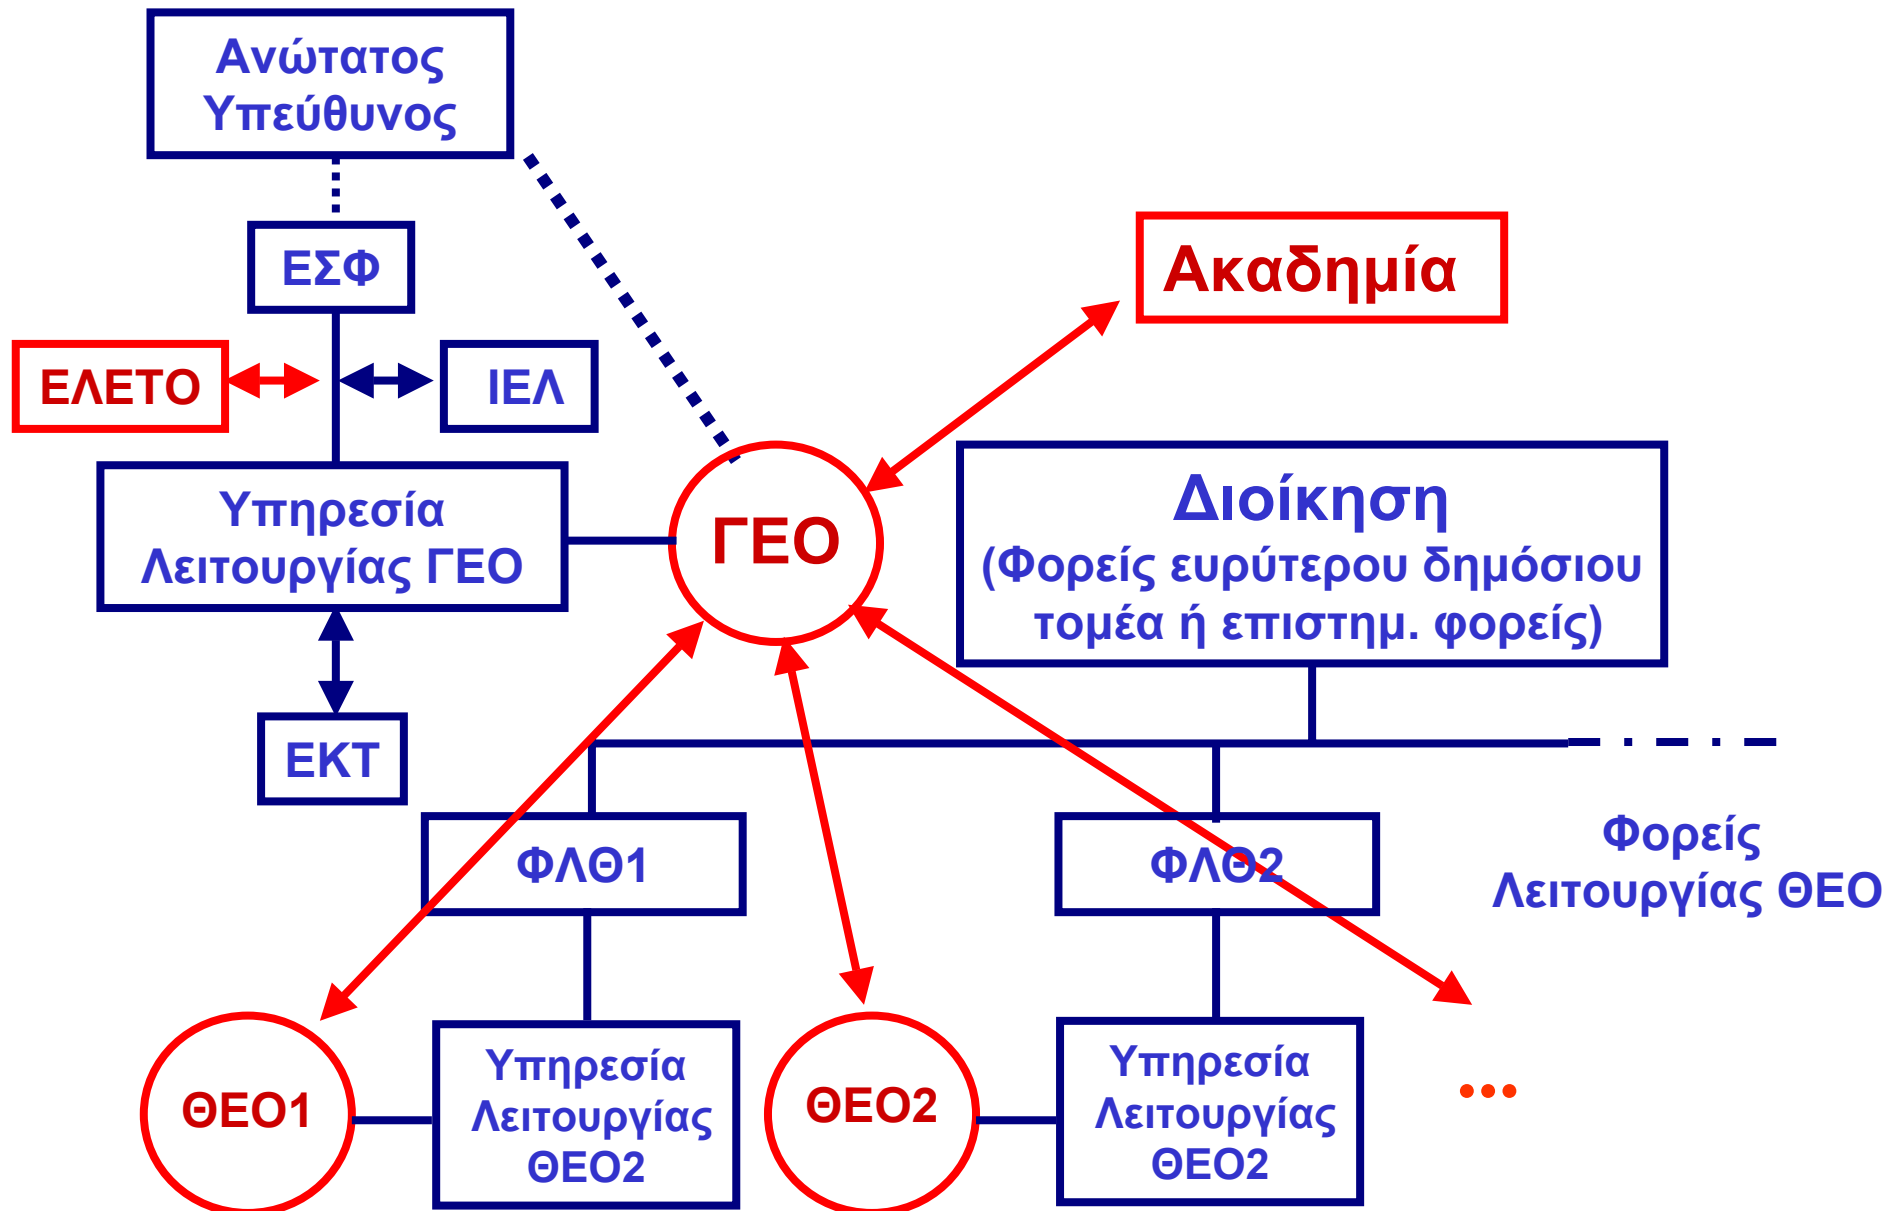 Ανώτατος
Υπεύθυνος
ΕΣΦ
Ακαδημία
ΕΛΕΤΟ
ΙΕΛ
Υπηρεσία
Λειτουργίας ΓΕΟ
ΓΕΟ
Διοίκηση
(Φορείς ευρύτερου δημόσιου
τομέα ή επιστημ. φορείς)
ΕΚΤ
ΦΛΘ1
ΦΛΘ2
Φορείς
Λειτουργίας ΘΕΟ
ΘΕΟ1
Υπηρεσία
Λειτουργίας
ΘΕΟ2
ΘΕΟ2
Υπηρεσία
Λειτουργίας
ΘΕΟ2
...